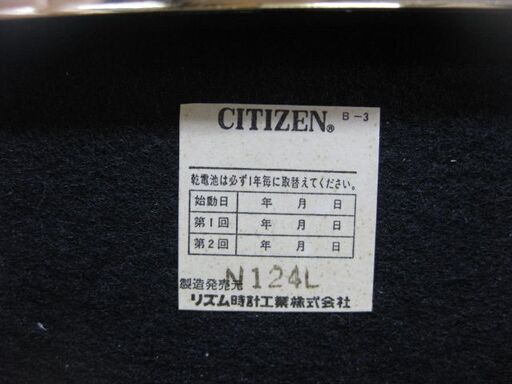 CITIZEN® B-3
乾電池は必ず1年毎に取替えてください。
始動日 年 月 日
第1回 年 月 日
第2回 年 月 日
N124L
製造発売元
リズム時計工業株式会社